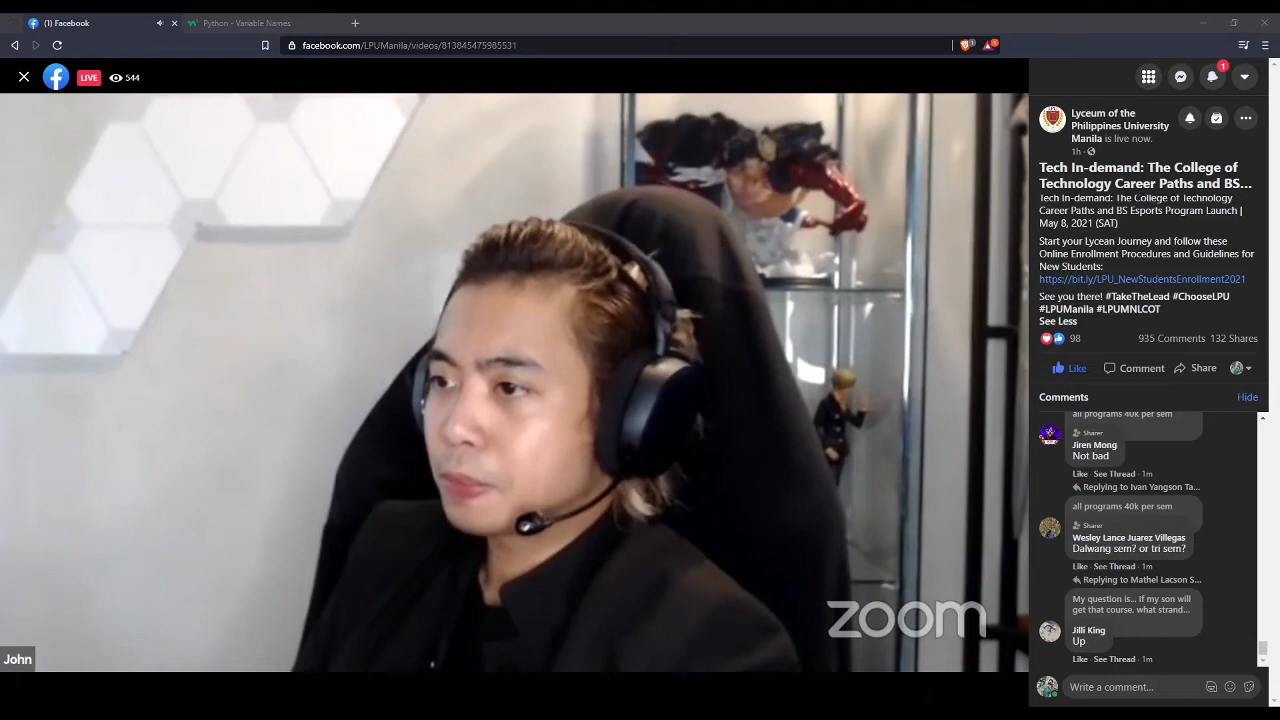 (1) Facebook
Python - Variable Names
facebook.com/LPUManila/videos/813845475985531
LIVE
544
1
Lyceum of the
Philippines University
Manila is live now.
1h
Tech In-demand: The College of
Technology Career Paths and BS...
Tech In-demand: The College of Technology
Career Paths and BS Esports Program Launch |
May 8, 2021 (SAT)
Start your Lycean Journey and follow these
Online Enrollment Procedures and Guidelines for
New Students:
https://bit.ly/LPU_NewStudentsEnrollment2021
See you there! #TakeTheLead #ChooseLPU
#LPUManila #LPUMNLCOT
See Less
98
935 Comments 132 Shares
Like
Comment
Share
Comments
Hide
all programs 40k per sem
Sharer
Jiren Mong
Not bad
Like · See Thread · 1m
Replying to Ivan Yangson Ta...
all programs 40k per sem
Sharer
Wesley Lance Juarez Villegas
Dalwang sem? or tri sem?
Like · See Thread · 1m
Replying to Mathel Lacson S...
My question is... If my son will
get that course. what strand...
Jilli King
Up
Like · See Thread · 1m
Write a comment...
zoom
John